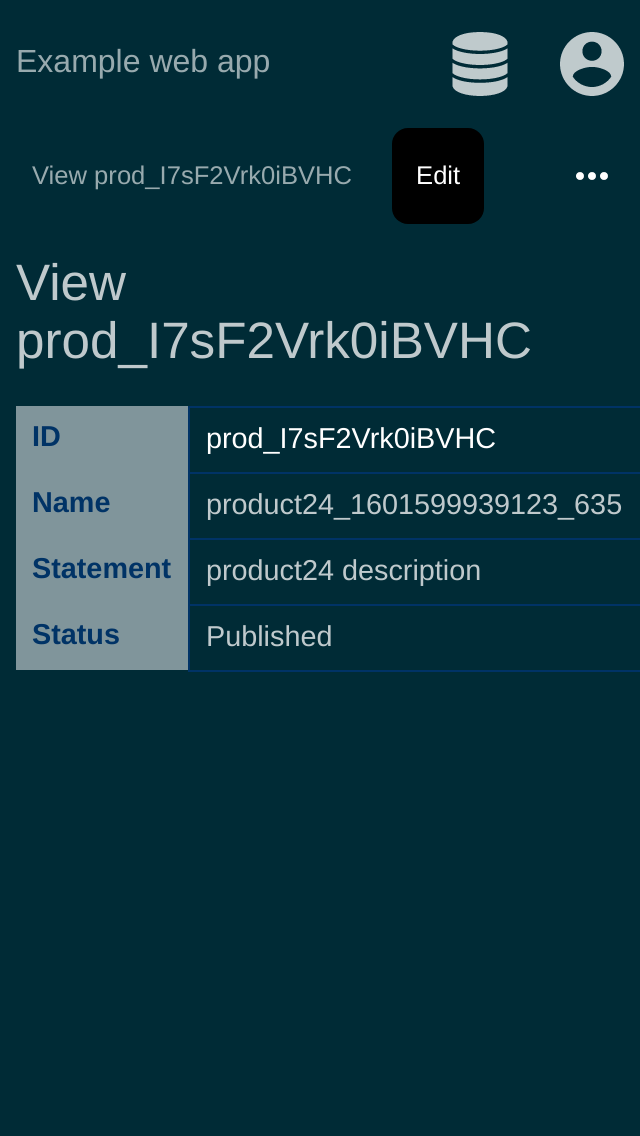 Example web app
View prod_I7sF2Vrk0iBVHC Edit
View
prod_I7sF2Vrk0iBVHC
ID prod_I7sF2Vrk0iBVHC
Name product24_1601599939123_635
Statement product24 description
Status Published